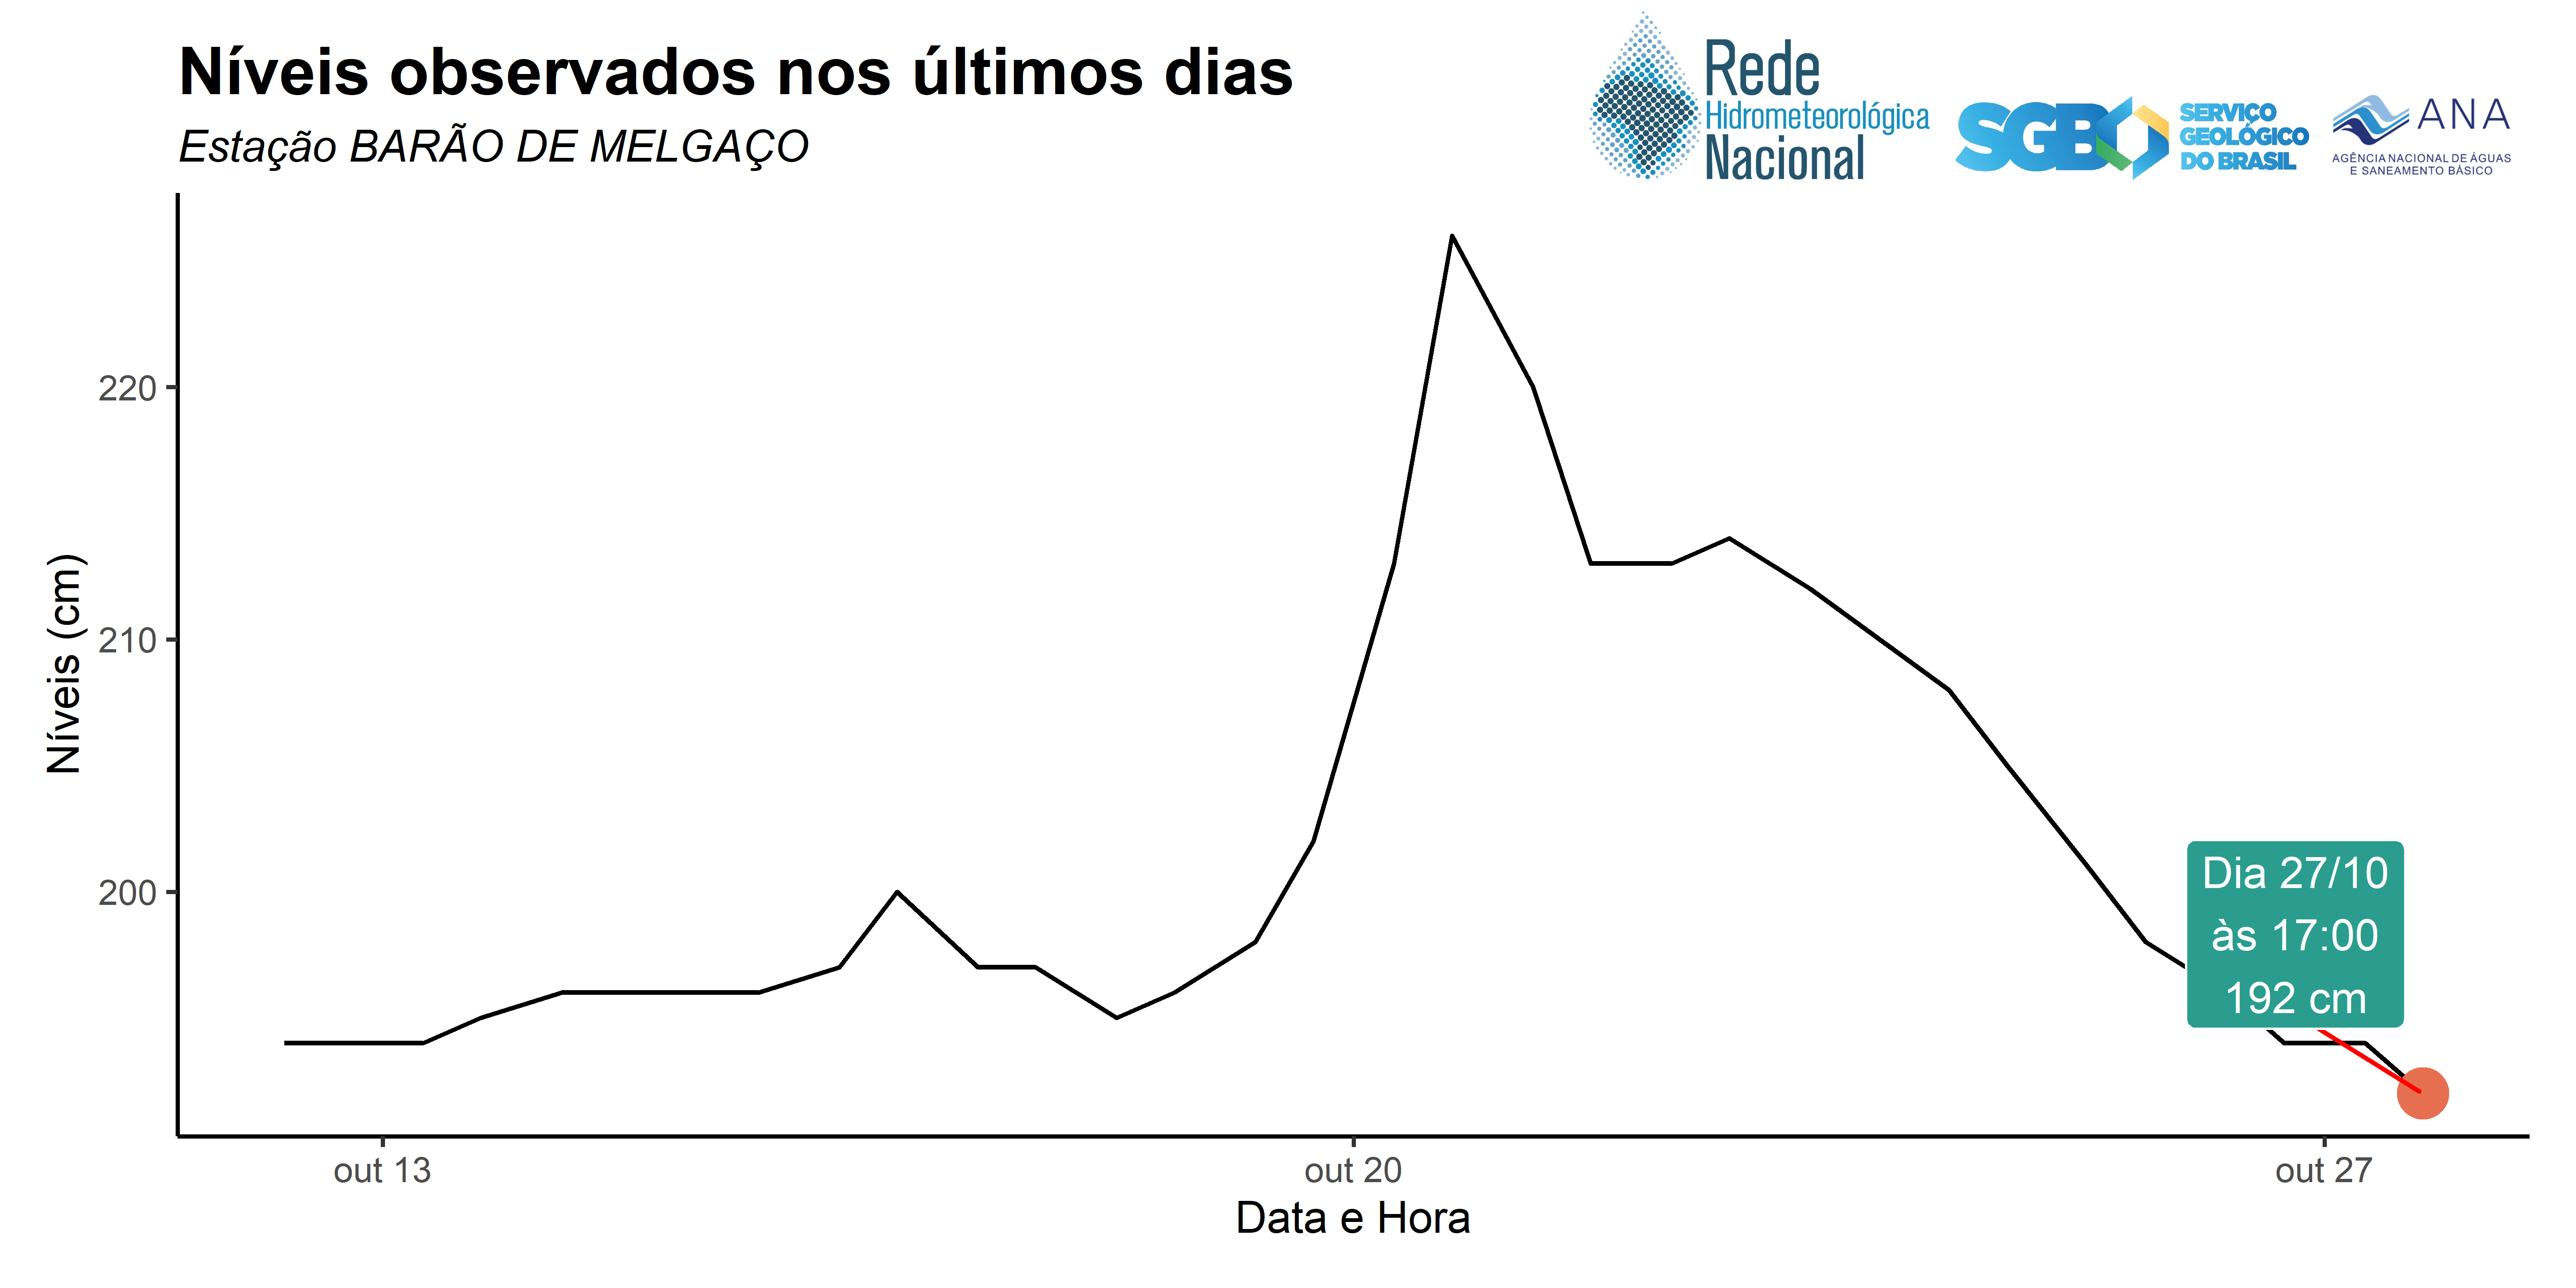 Níveis observados nos últimos dias
Estação BARÃO DE MELGAÇO
Rede
Hidrometeorológica
Nacional
SGB
SERVIÇO
GEOLÓGICO
DO BRASIL
ANA
AGÊNCIA NACIONAL DE ÁGUAS
E SANEAMENTO BÁSICO
Níveis (cm)
220
210
200
Dia 27/10
às 17:00
192 cm
out 13
out 20
out 27
Data e Hora